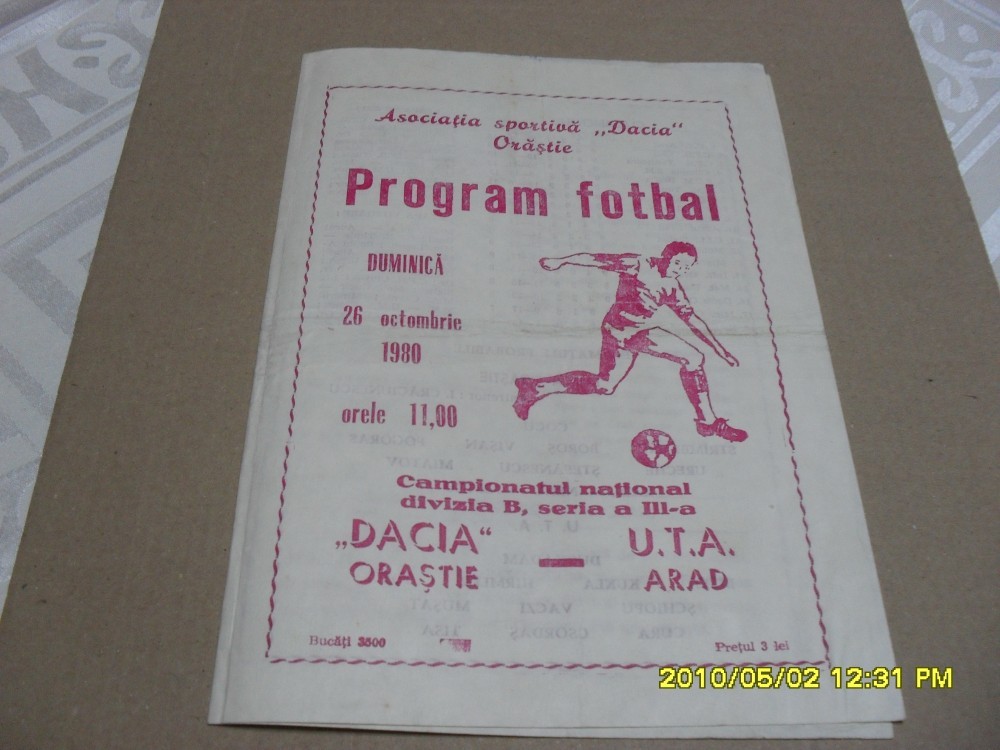 Asociația sportivă „Dacia"
Orăștie
Program fotbal
DUMINICĂ
26 octombrie
1980
orele 11,00
Campionatul național
divizia B, seria a III-a
„DACIA" — U.T.A.
ORAȘTIE ARAD
Bucăți 3500 Prețul 3 lei
2010/05/02 12:31 PM